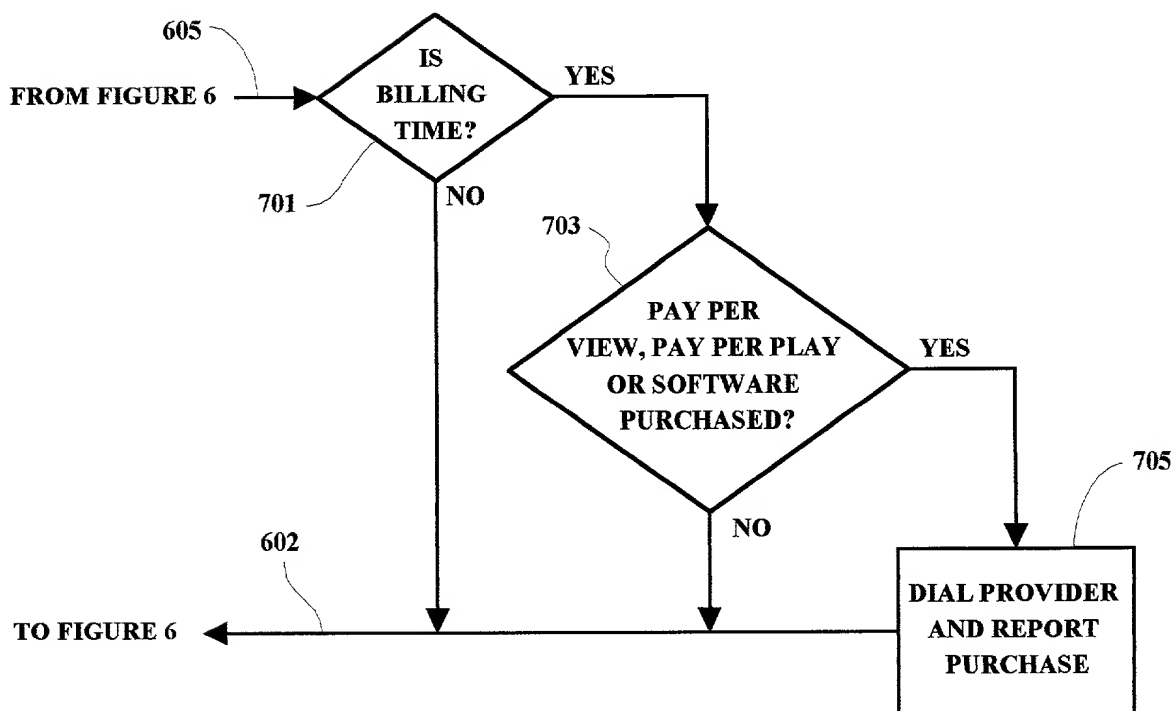 605
FROM FIGURE 6
IS
BILLING
TIME?
YES
701
NO
703
PAY PER
VIEW, PAY PER PLAY
OR SOFTWARE
PURCHASED?
YES
705
NO
602
TO FIGURE 6
DIAL PROVIDER
AND REPORT
PURCHASE